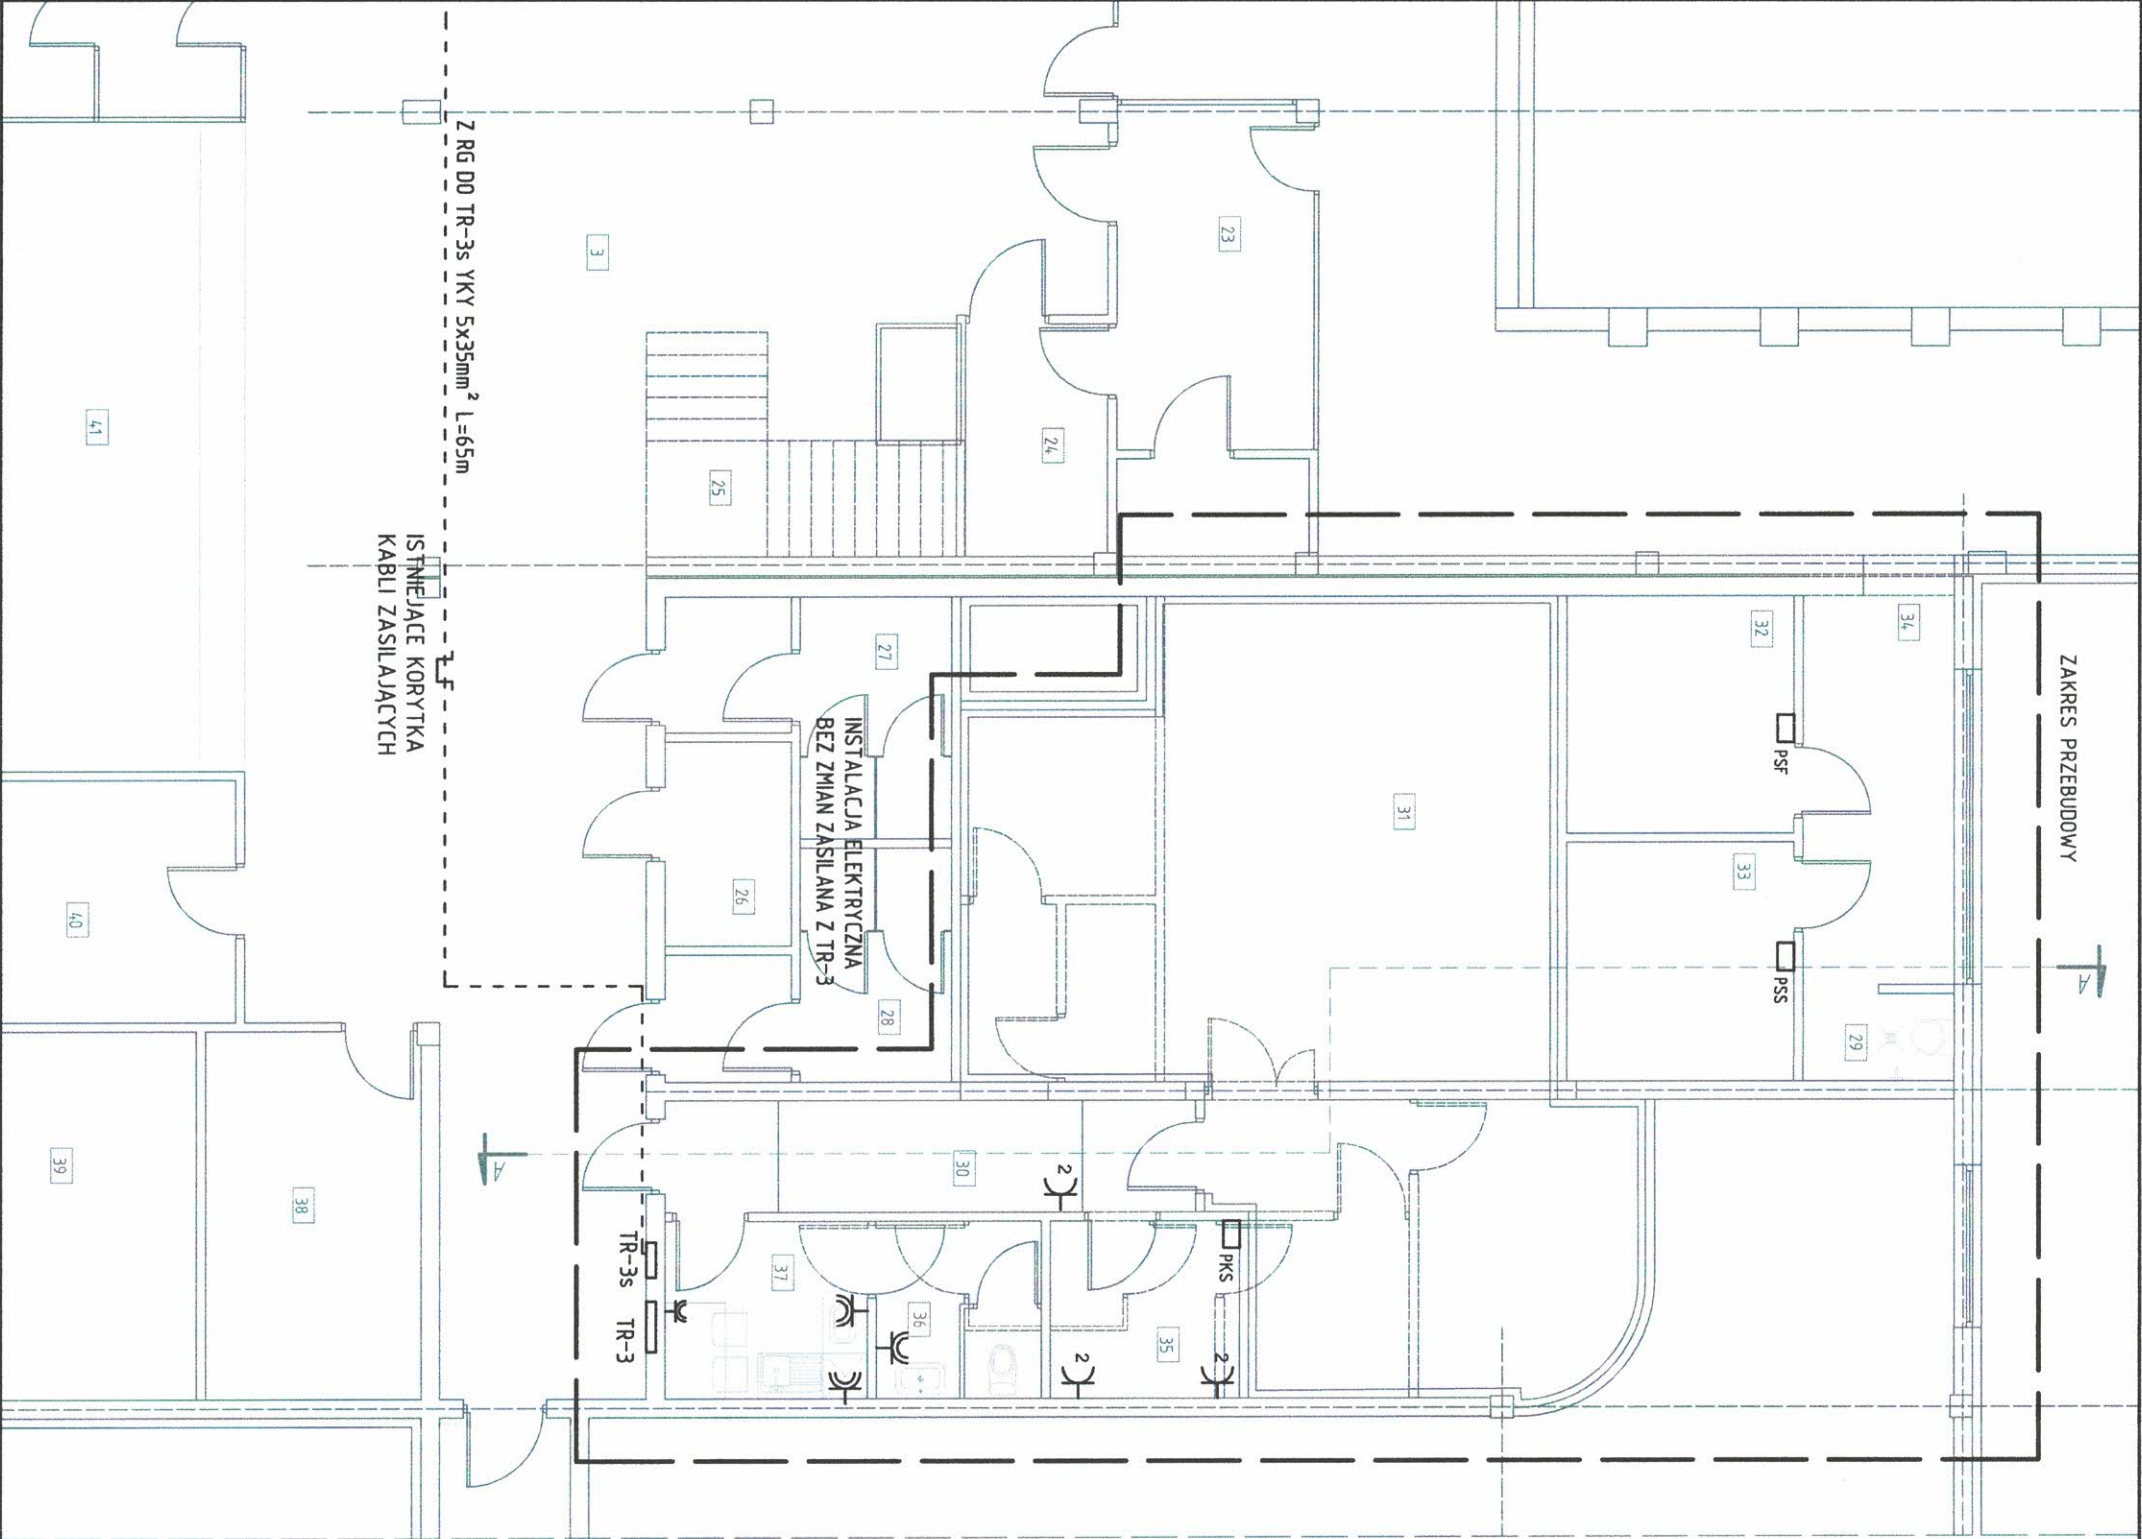 Z RG DO TR-3s YKY 5x35mm² L=65m
ISTNIEJĄCE KORYTKA
KABLI ZASILAJĄCYCH
INSTALACJA ELEKTRYCZNA
BEZ ZMIAN ZASILANA Z TR-3
ZAKRES PRZEBUDOWY
3
23
24
25
26
27
28
29
30
31
32
33
34
35
36
37
38
39
40
41
PSF
PSS
PKS
TR-3s
TR-3
A
A
2
2
2